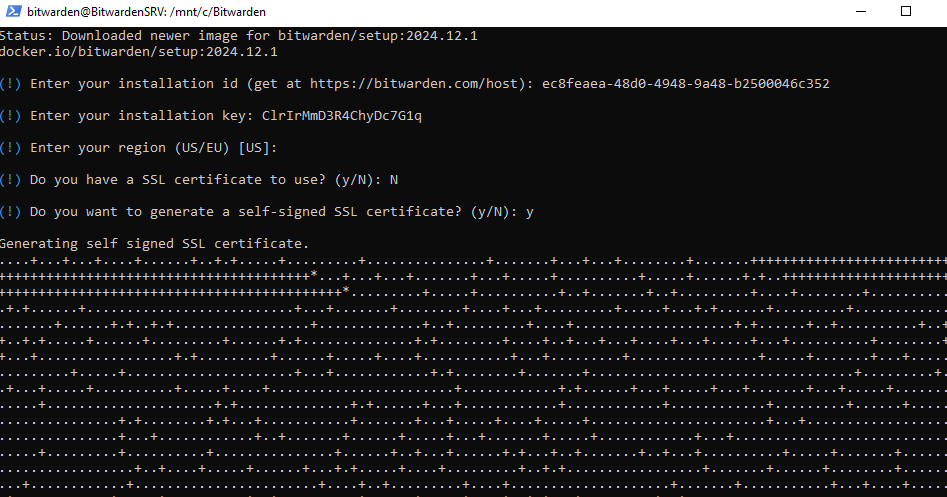 bitwarden@BitwardenSRV: /mnt/c/Bitwarden
Status: Downloaded newer image for bitwarden/setup:2024.12.1
docker.io/bitwarden/setup:2024.12.1
(!) Enter your installation id (get at https://bitwarden.com/host): ec8feaea-48d0-4948-9a48-b2500046c352
(!) Enter your installation key: ClrIrMmD3R4ChyDc7G1q
(!) Enter your region (US/EU) [US]:
(!) Do you have a SSL certificate to use? (y/N): N
(!) Do you want to generate a self-signed SSL certificate? (y/N): y
Generating self signed SSL certificate.